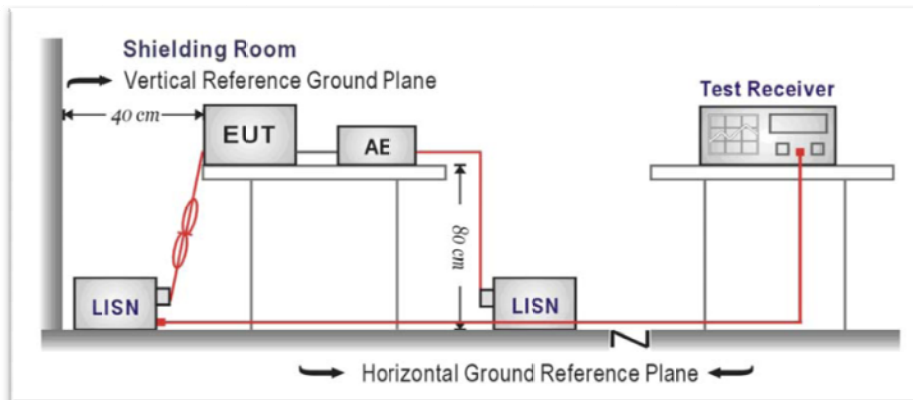 Shielding Room
Vertical Reference Ground Plane
Test Receiver
40 cm
EUT
AE
80 cm
LISN
LISN
Horizontal Ground Reference Plane